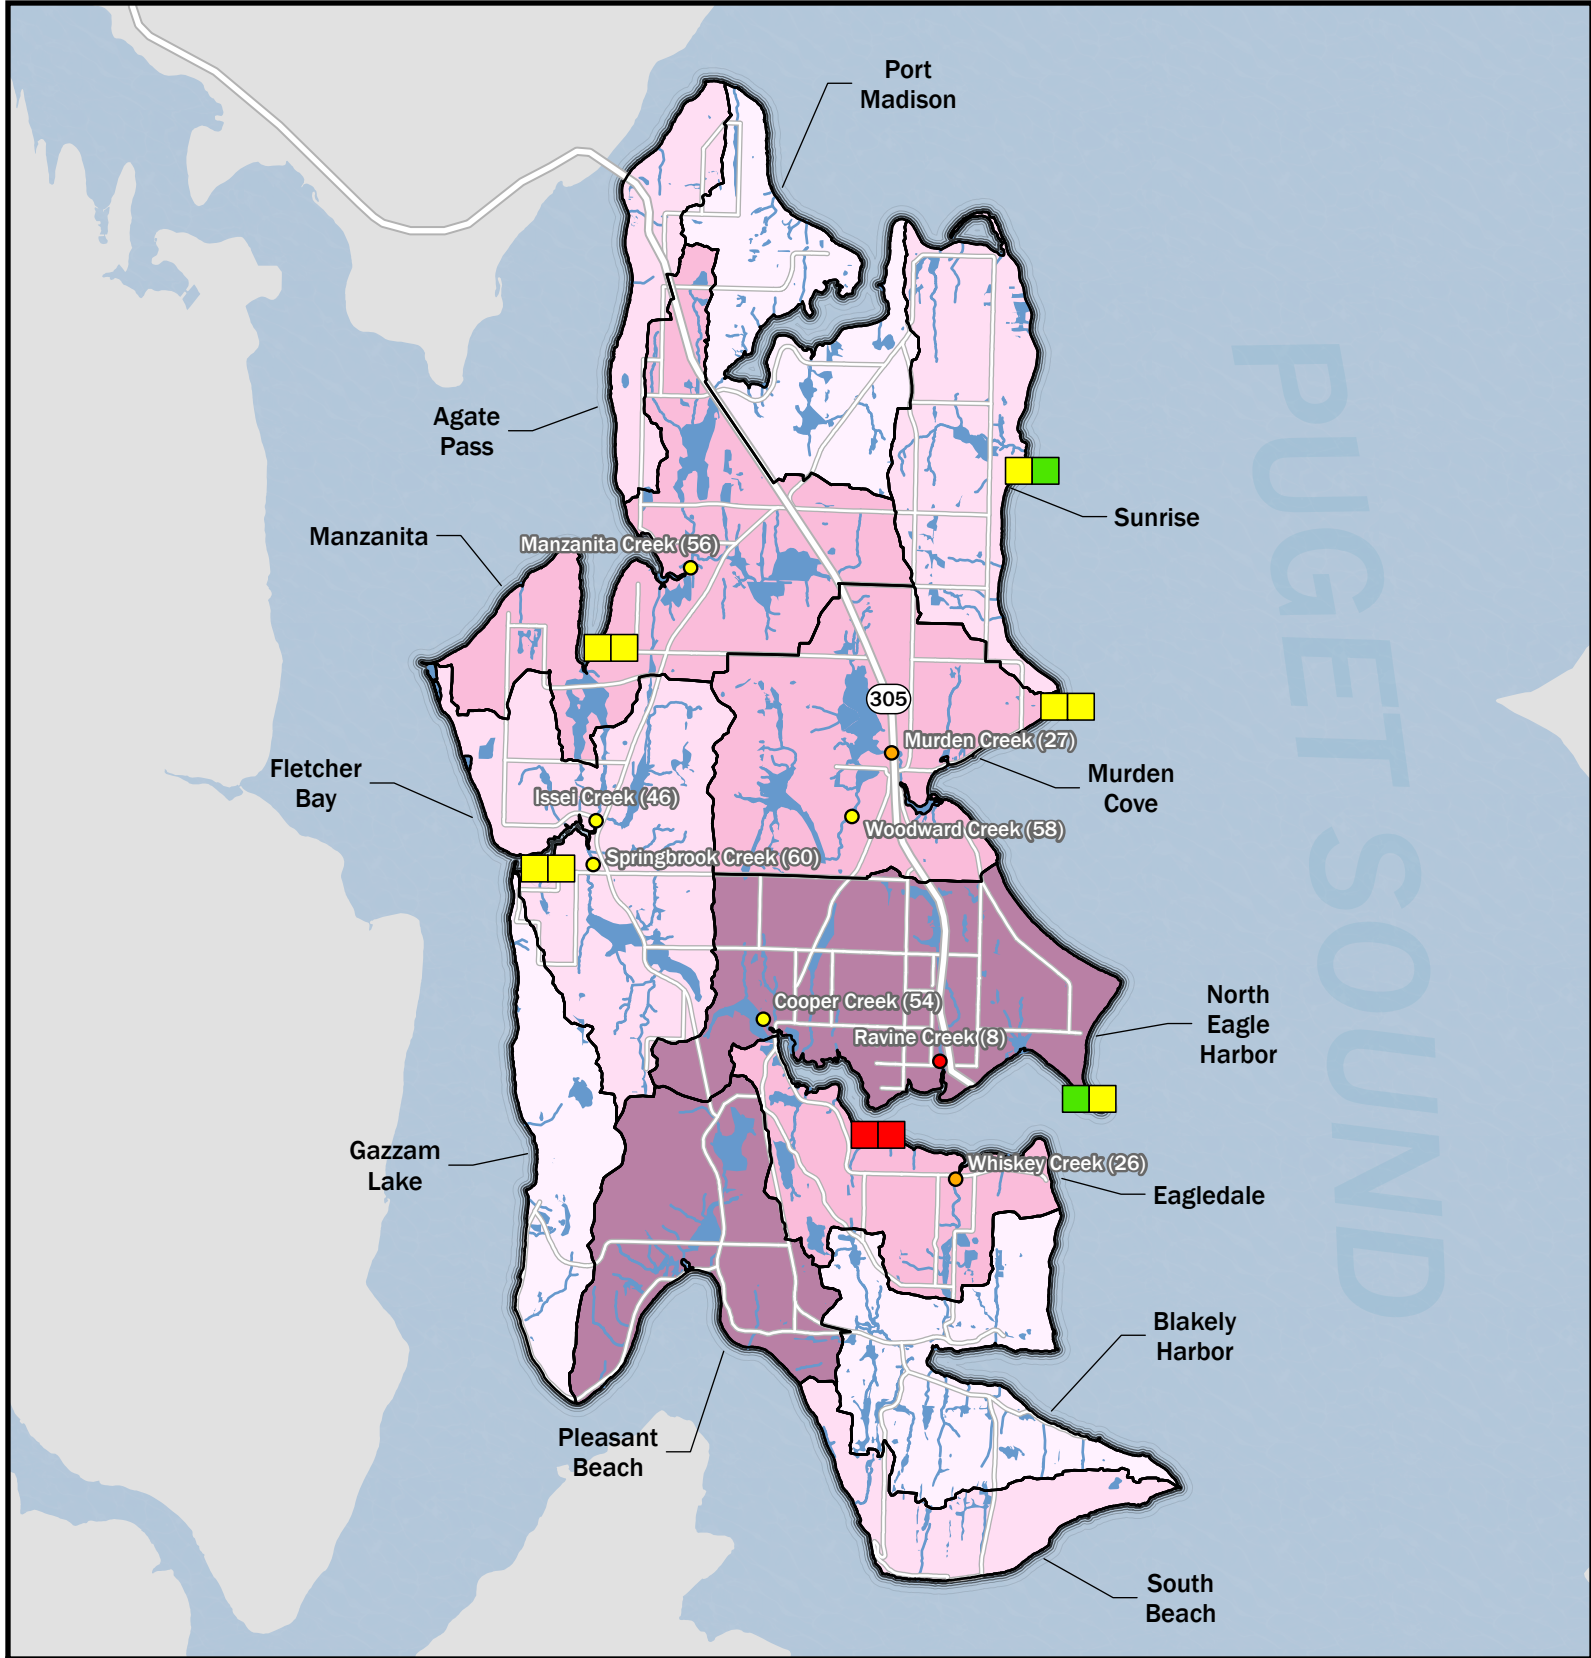 Port
Madison
Agate
Pass
Sunrise
Manzanita
Manzanita Creek (56)
305
Murden Creek (27)
Fletcher
Bay
Murden
Cove
Issei Creek (46)
Woodward Creek (58)
Springbrook Creek (60)
PUGET SOUND
Cooper Creek (54)
North
Eagle
Harbor
Ravine Creek (8)
Gazzam
Lake
Whiskey Creek (26)
Eagledale
Blakely
Harbor
Pleasant
Beach
South
Beach